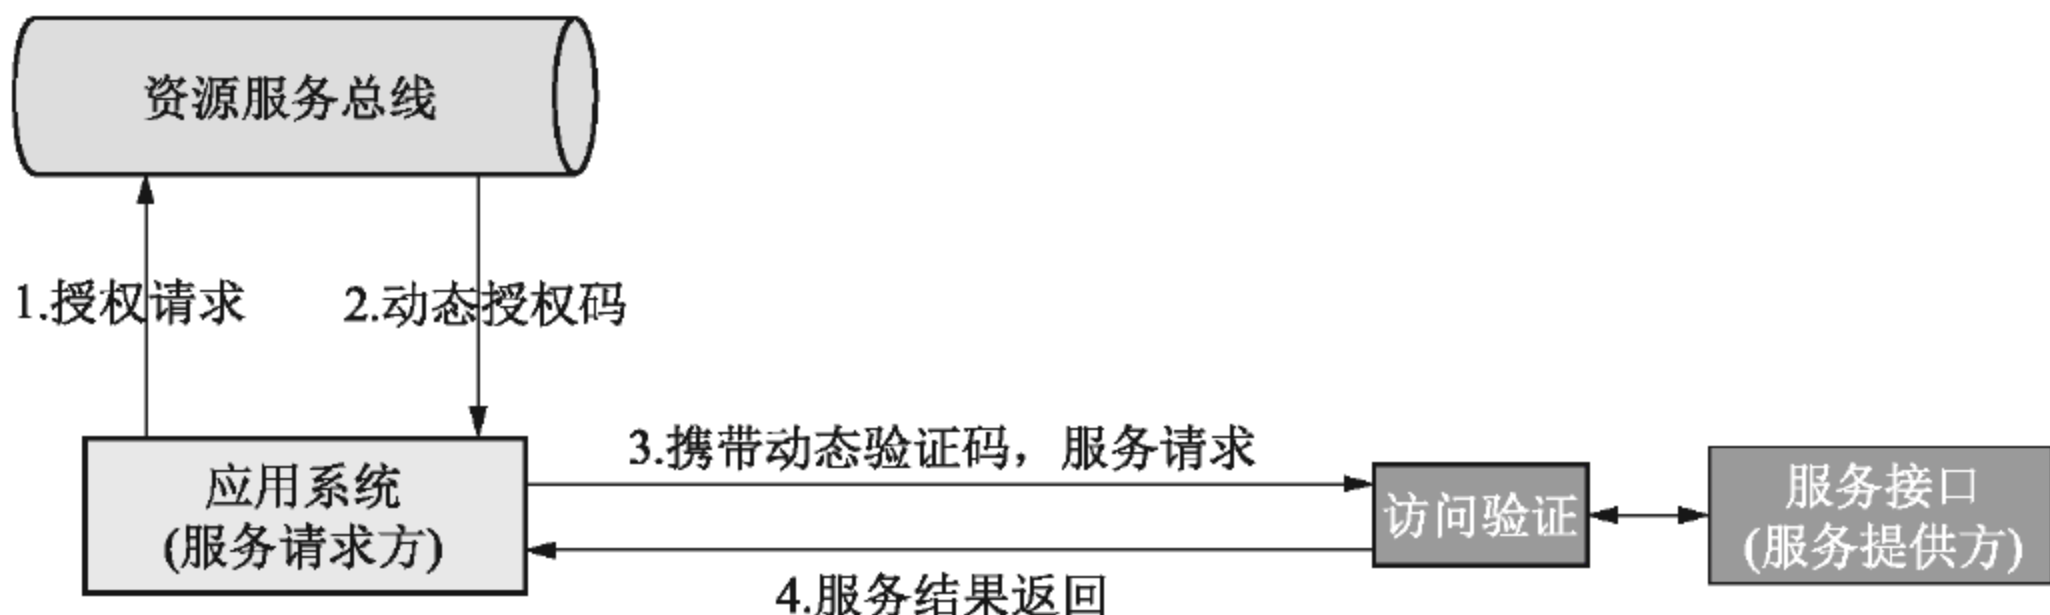 资源服务总线
1.授权请求
2.动态授权码
应用系统
(服务请求方)
3.携带动态验证码，服务请求
访问验证
服务接口
(服务提供方)
4.服务结果返回